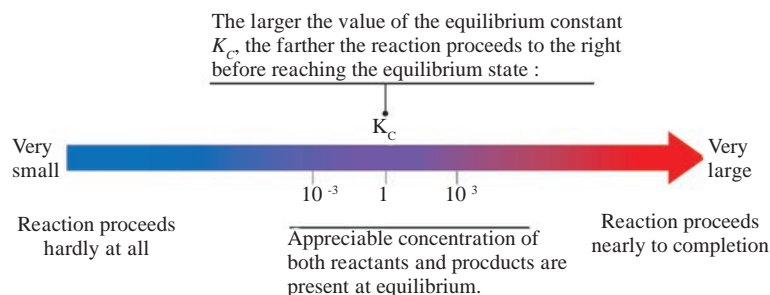 The larger the value of the equilibrium constant
K_C, the farther the reaction proceeds to the right
before reaching the equilibrium state :
K_C
Very
small
Very
large
10 -3
1
10 3
Reaction proceeds
hardly at all
Appreciable concentration of
both reactants and procducts are
present at equilibrium.
Reaction proceeds
nearly to completion